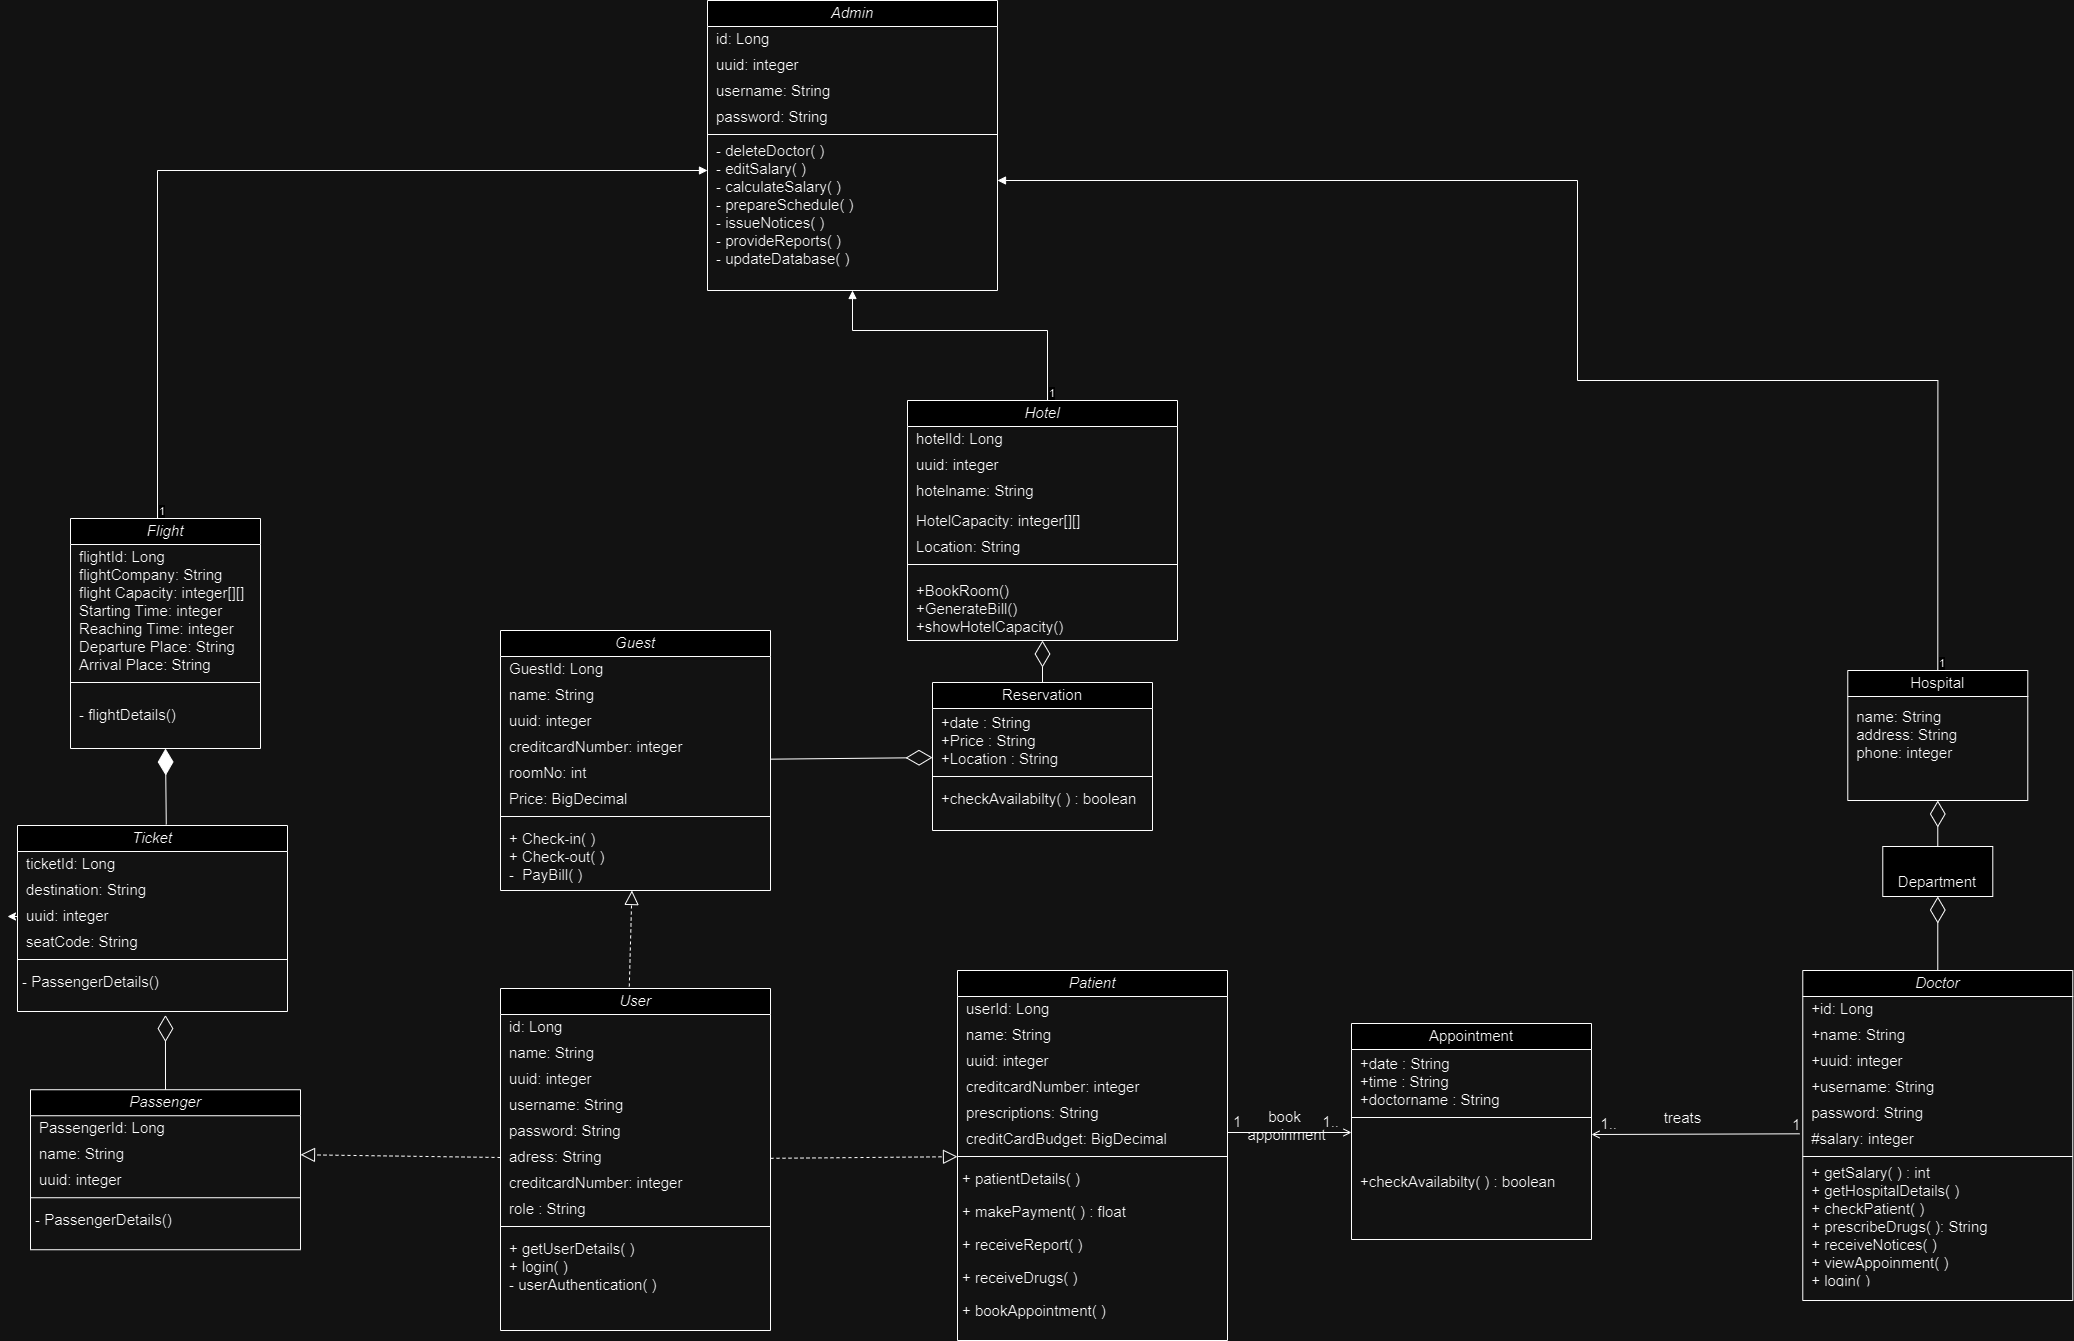 Admin
id: Long
uuid: integer
username: String
password: String
- deleteDoctor( )
- editSalary( )
- calculateSalary( )
- prepareSchedule( )
- issueNotices( )
- provideReports( )
- updateDatabase( )
1
Hotel
hotelId: Long
uuid: integer
hotelname: String
HotelCapacity: integer[][]
Location: String
+BookRoom()
+GenerateBill()
+showHotelCapacity()
1
Flight
flightId: Long
flightCompany: String
flight Capacity: integer[][]
Starting Time: integer
Reaching Time: integer
Departure Place: String
Arrival Place: String
- flightDetails()
Guest
GuestId: Long
name: String
uuid: integer
creditcardNumber: integer
roomNo: int
Price: BigDecimal
+ Check-in( )
+ Check-out( )
- PayBill( )
Reservation
+date : String
+Price : String
+Location : String
+checkAvailabilty( ) : boolean
1
Hospital
name: String
address: String
phone: integer
Department
Ticket
ticketId: Long
destination: String
uuid: integer
seatCode: String
- PassengerDetails()
Passenger
PassengerId: Long
name: String
uuid: integer
- PassengerDetails()
User
id: Long
name: String
uuid: integer
username: String
password: String
adress: String
creditcardNumber: integer
role : String
+ getUserDetails( )
+ login( )
- userAuthentication( )
Patient
userId: Long
name: String
uuid: integer
creditcardNumber: integer
prescriptions: String
creditCardBudget: BigDecimal
+ patientDetails( )
+ makePayment( ) : float
+ receiveReport( )
+ receiveDrugs( )
+ bookAppointment( )
1 book 1..
appoinment
Appointment
+date : String
+time : String
+doctorname : String
+checkAvailabilty( ) : boolean
1.. treats 1
Doctor
+id: Long
+name: String
+uuid: integer
+username: String
password: String
#salary: integer
+ getSalary( ) : int
+ getHospitalDetails( )
+ checkPatient( )
+ prescribeDrugs( ): String
+ receiveNotices( )
+ viewAppoinment( )
+ login( )